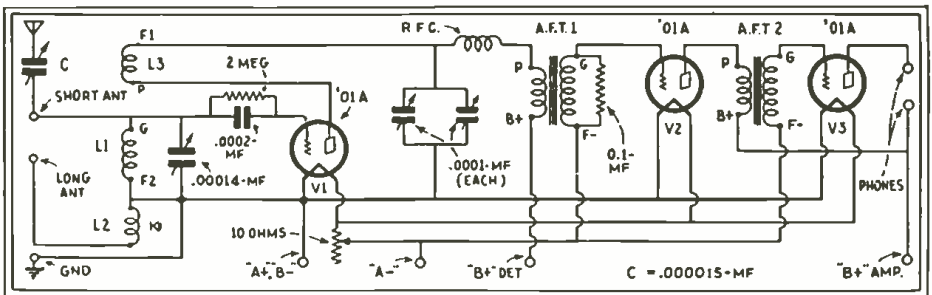 C
SHORT ANT
LONG ANT
GND
F1
L3
P
2 MEG
.0002-MF
L1
G
F2
L2
.00014-MF
'01A
V1
10 OHMS
"A+,B-"
"A-"
R.F.C.
.0001-MF (EACH)
A.F.T.1
P
B+
G
F-
0.1-MF
"B+" DET
'01A
V2
A.F.T 2
P
B+
G
F-
'01A
V3
PHONES
C = .000015-MF
"B+" AMP.